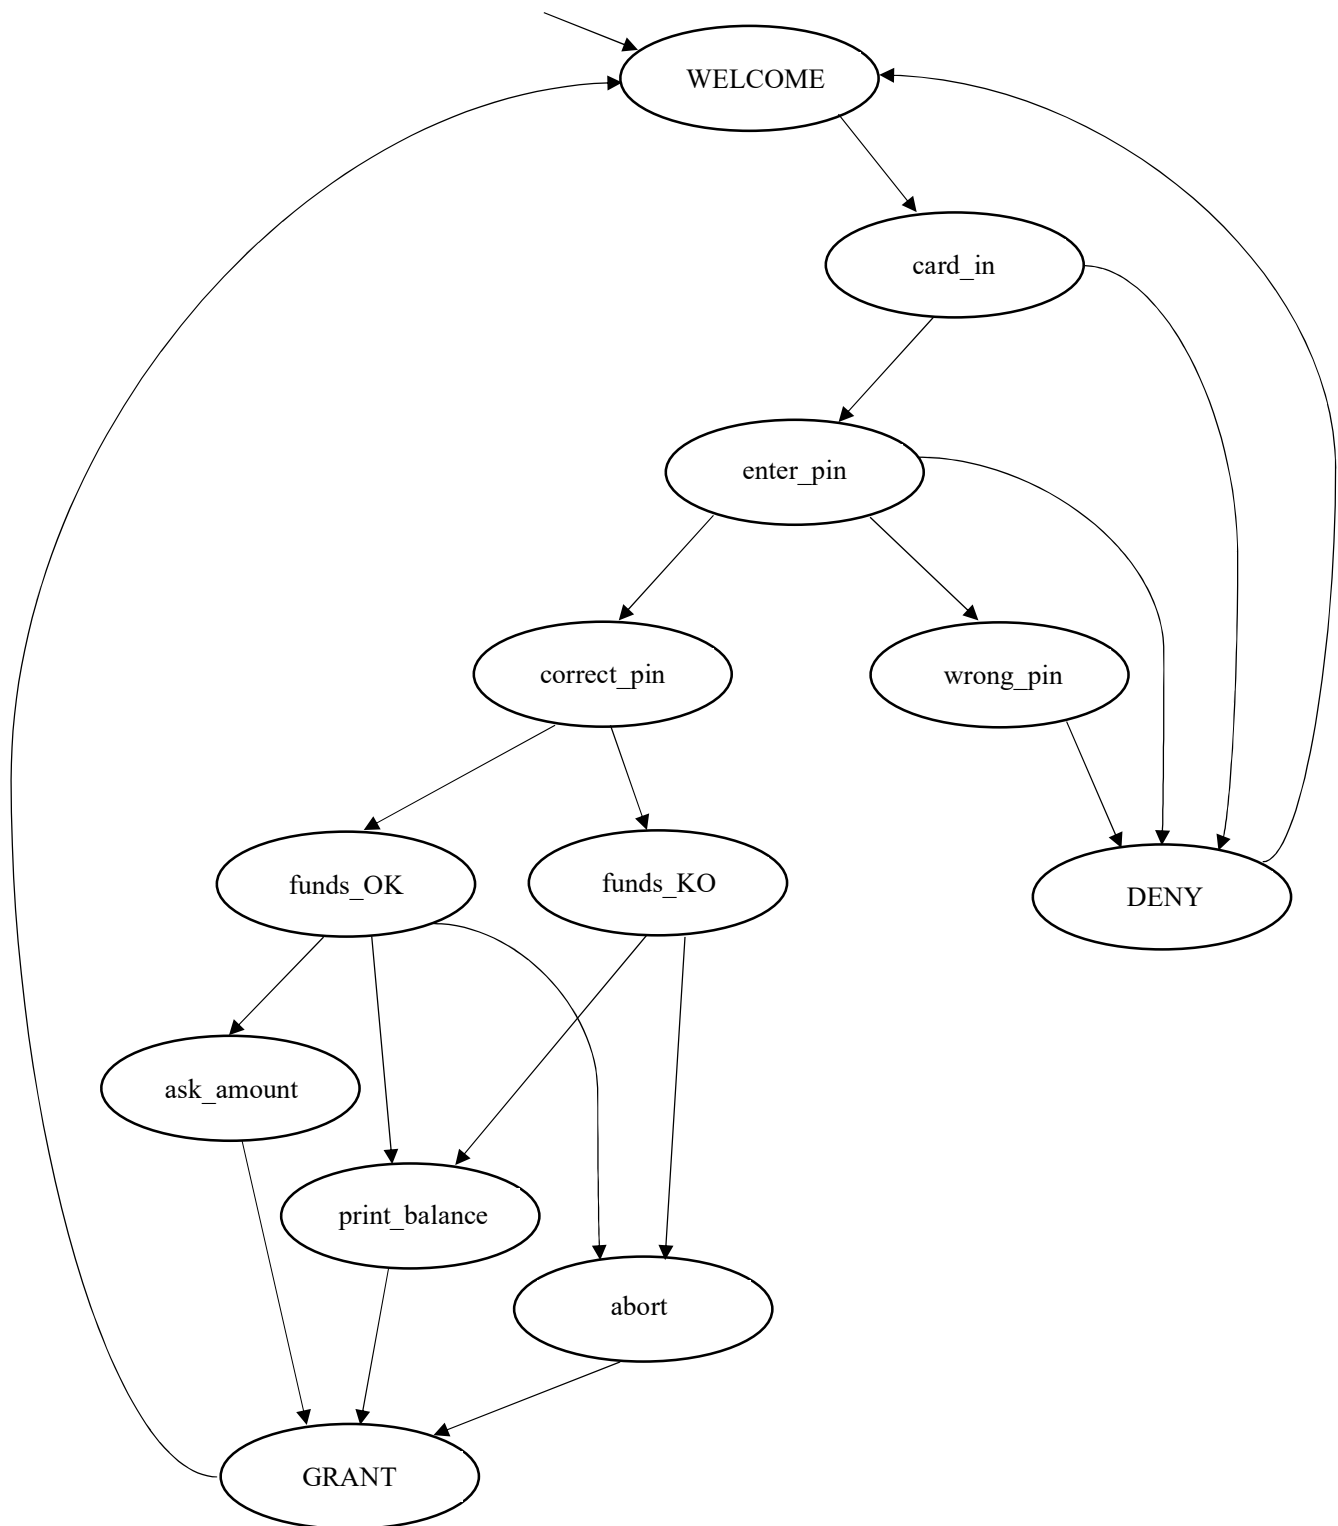 WELCOME
card_in
enter_pin
correct_pin
wrong_pin
funds_OK
funds_KO
DENY
ask_amount
print_balance
abort
GRANT